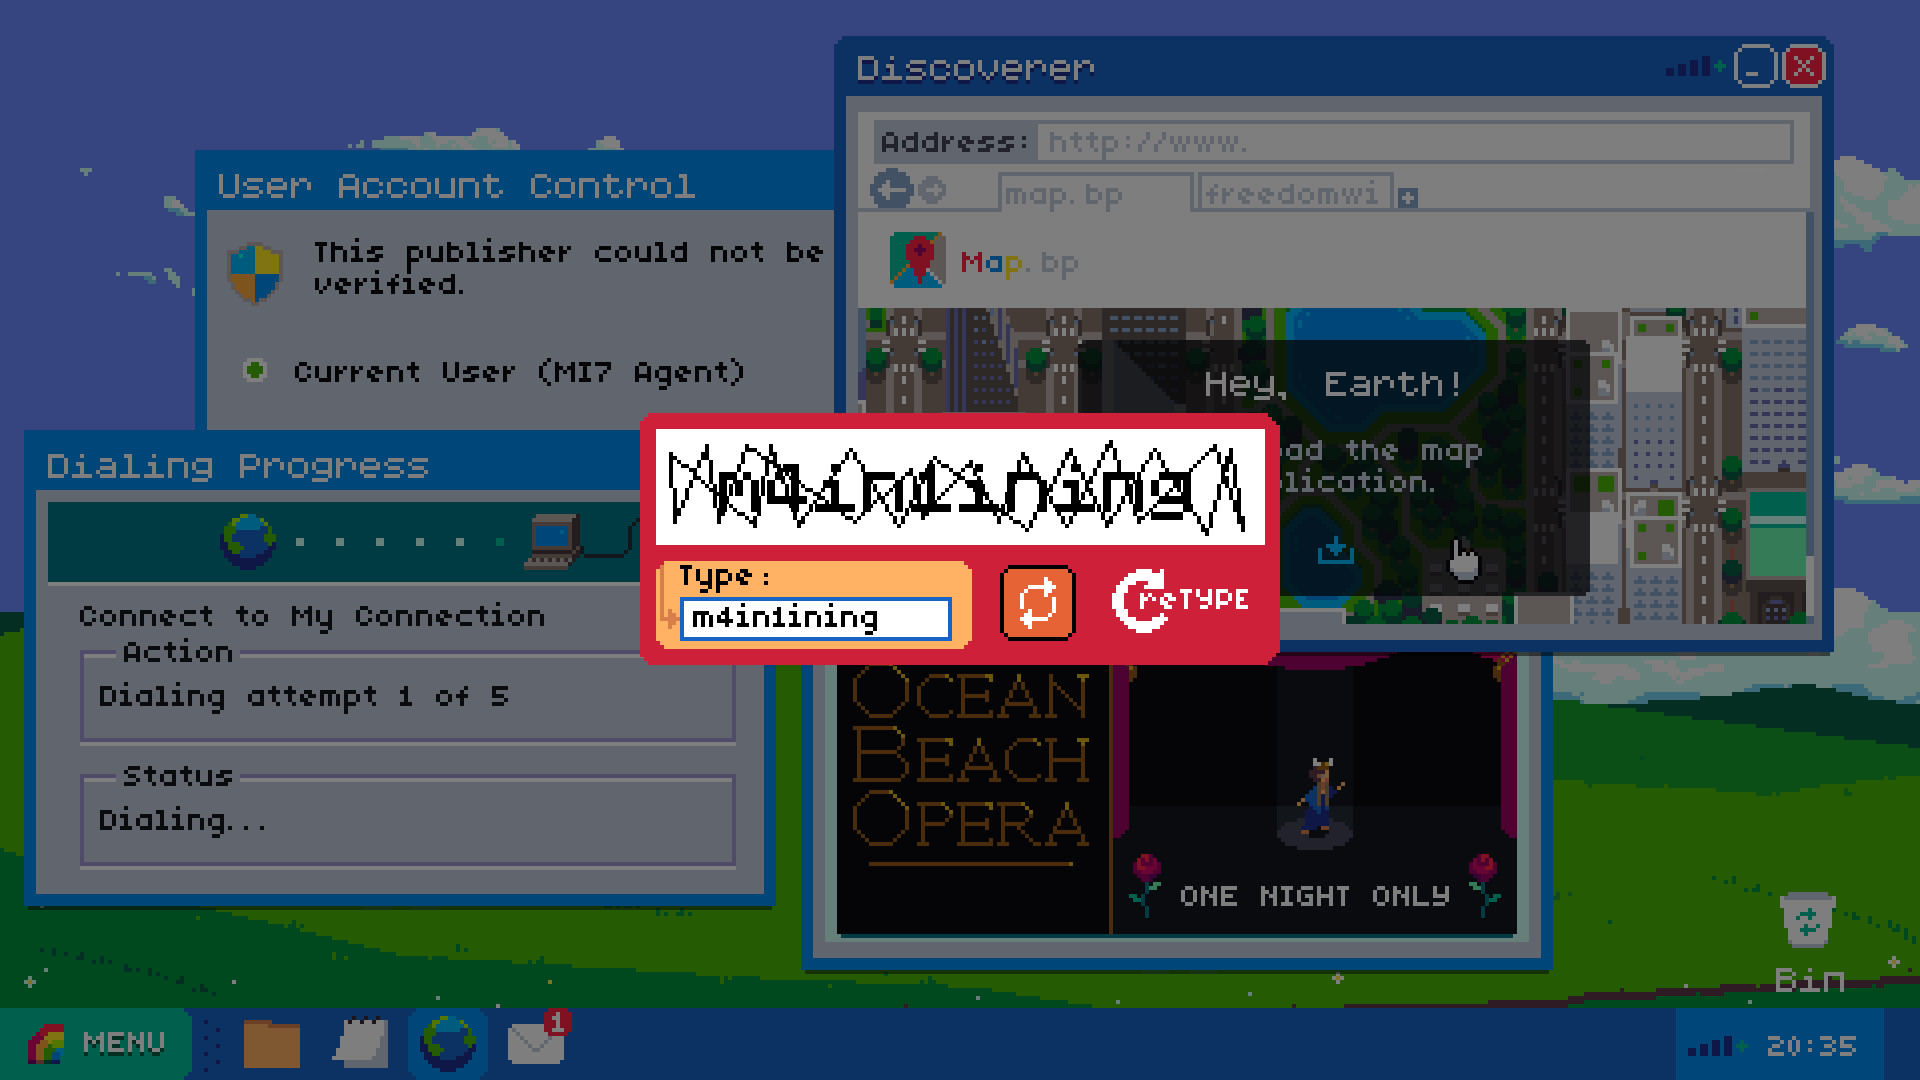 Discoverer
Address: http://www.
map.bp
freedomwi
Map.bp
Hey, Earth!
ad the map
lication.
User Account Control
This publisher could not be
verified.
Current User (MI7 Agent)
Dialing Progress
Connect to My Connection
Action
Dialing attempt 1 of 5
Status
Dialing...
m4in1ining
Type:
m4in1ining
reTYPE
OCEAN
BEACH
OPERA
ONE NIGHT ONLY
Bin
MENU
1
20:35